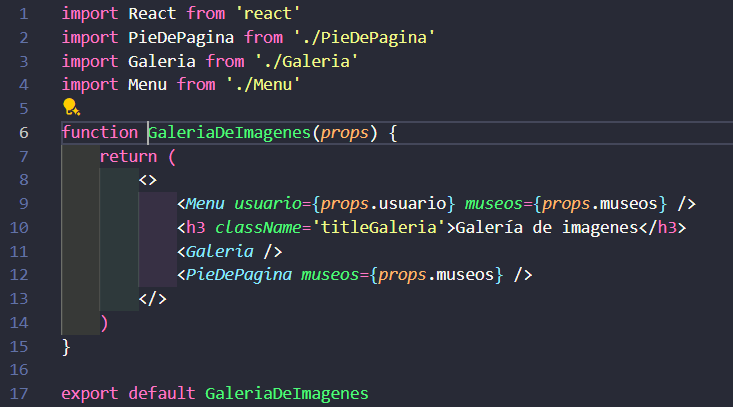 1 import React from 'react'
2 import PieDePagina from './PieDePagina'
3 import Galeria from './Galeria'
4 import Menu from './Menu'
5
6 function GaleriaDeImagenes(props) {
7     return (
8         <>
9             <Menu usuario={props.usuario} museos={props.museos} />
10             <h3 className='titleGaleria'>Galería de imagenes</h3>
11             <Galeria />
12             <PieDePagina museos={props.museos} />
13         </>
14     )
15 }
16
17 export default GaleriaDeImagenes